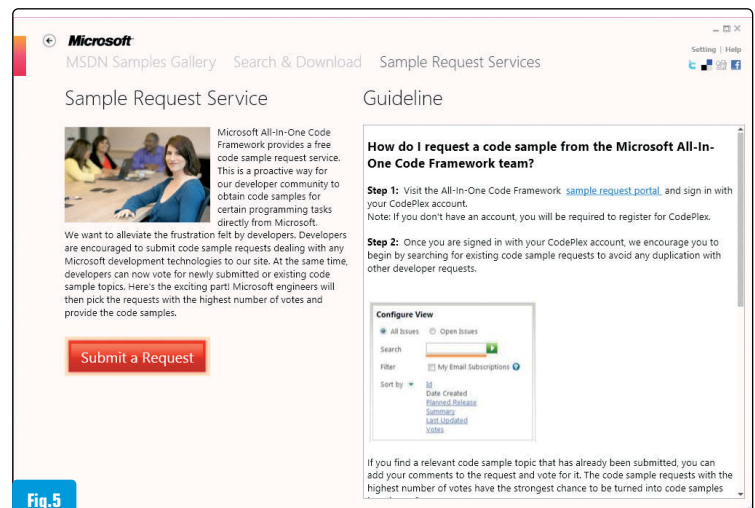 Microsoft
Setting | Help
MSDN Samples Gallery Search & Download Sample Request Services
Sample Request Service
Microsoft All-In-One Code
Framework provides a free
code sample request service.
This is a proactive way for
our developer community to
obtain code samples for
certain programming tasks
directly from Microsoft.
We want to alleviate the frustration felt by developers. Developers
are encouraged to submit code sample requests dealing with any
Microsoft development technologies to our site. At the same time,
developers can now vote for newly submitted or existing code
sample topics. Here's the exciting part! Microsoft engineers will
then pick the requests with the highest number of votes and
provide the code samples.
Submit a Request
Guideline
How do I request a code sample from the Microsoft All-In-
One Code Framework team?
Step 1: Visit the All-In-One Code Framework sample request portal and sign in with
your CodePlex account.
Note: If you don't have an account, you will be required to register for CodePlex.
Step 2: Once you are signed in with your CodePlex account, we encourage you to
begin by searching for existing code sample requests to avoid any duplication with
other developer requests.
Configure View
All Issues Open Issues
Search
Filter My Email Subscriptions
Sort by Id
Date Created
Planned Release
Summary
Last Updated
Votes
If you find a relevant code sample topic that has already been submitted, you can
add your comments to the request and vote for it. The code sample requests with the
highest number of votes have the strongest chance to be turned into code samples
Fig.5